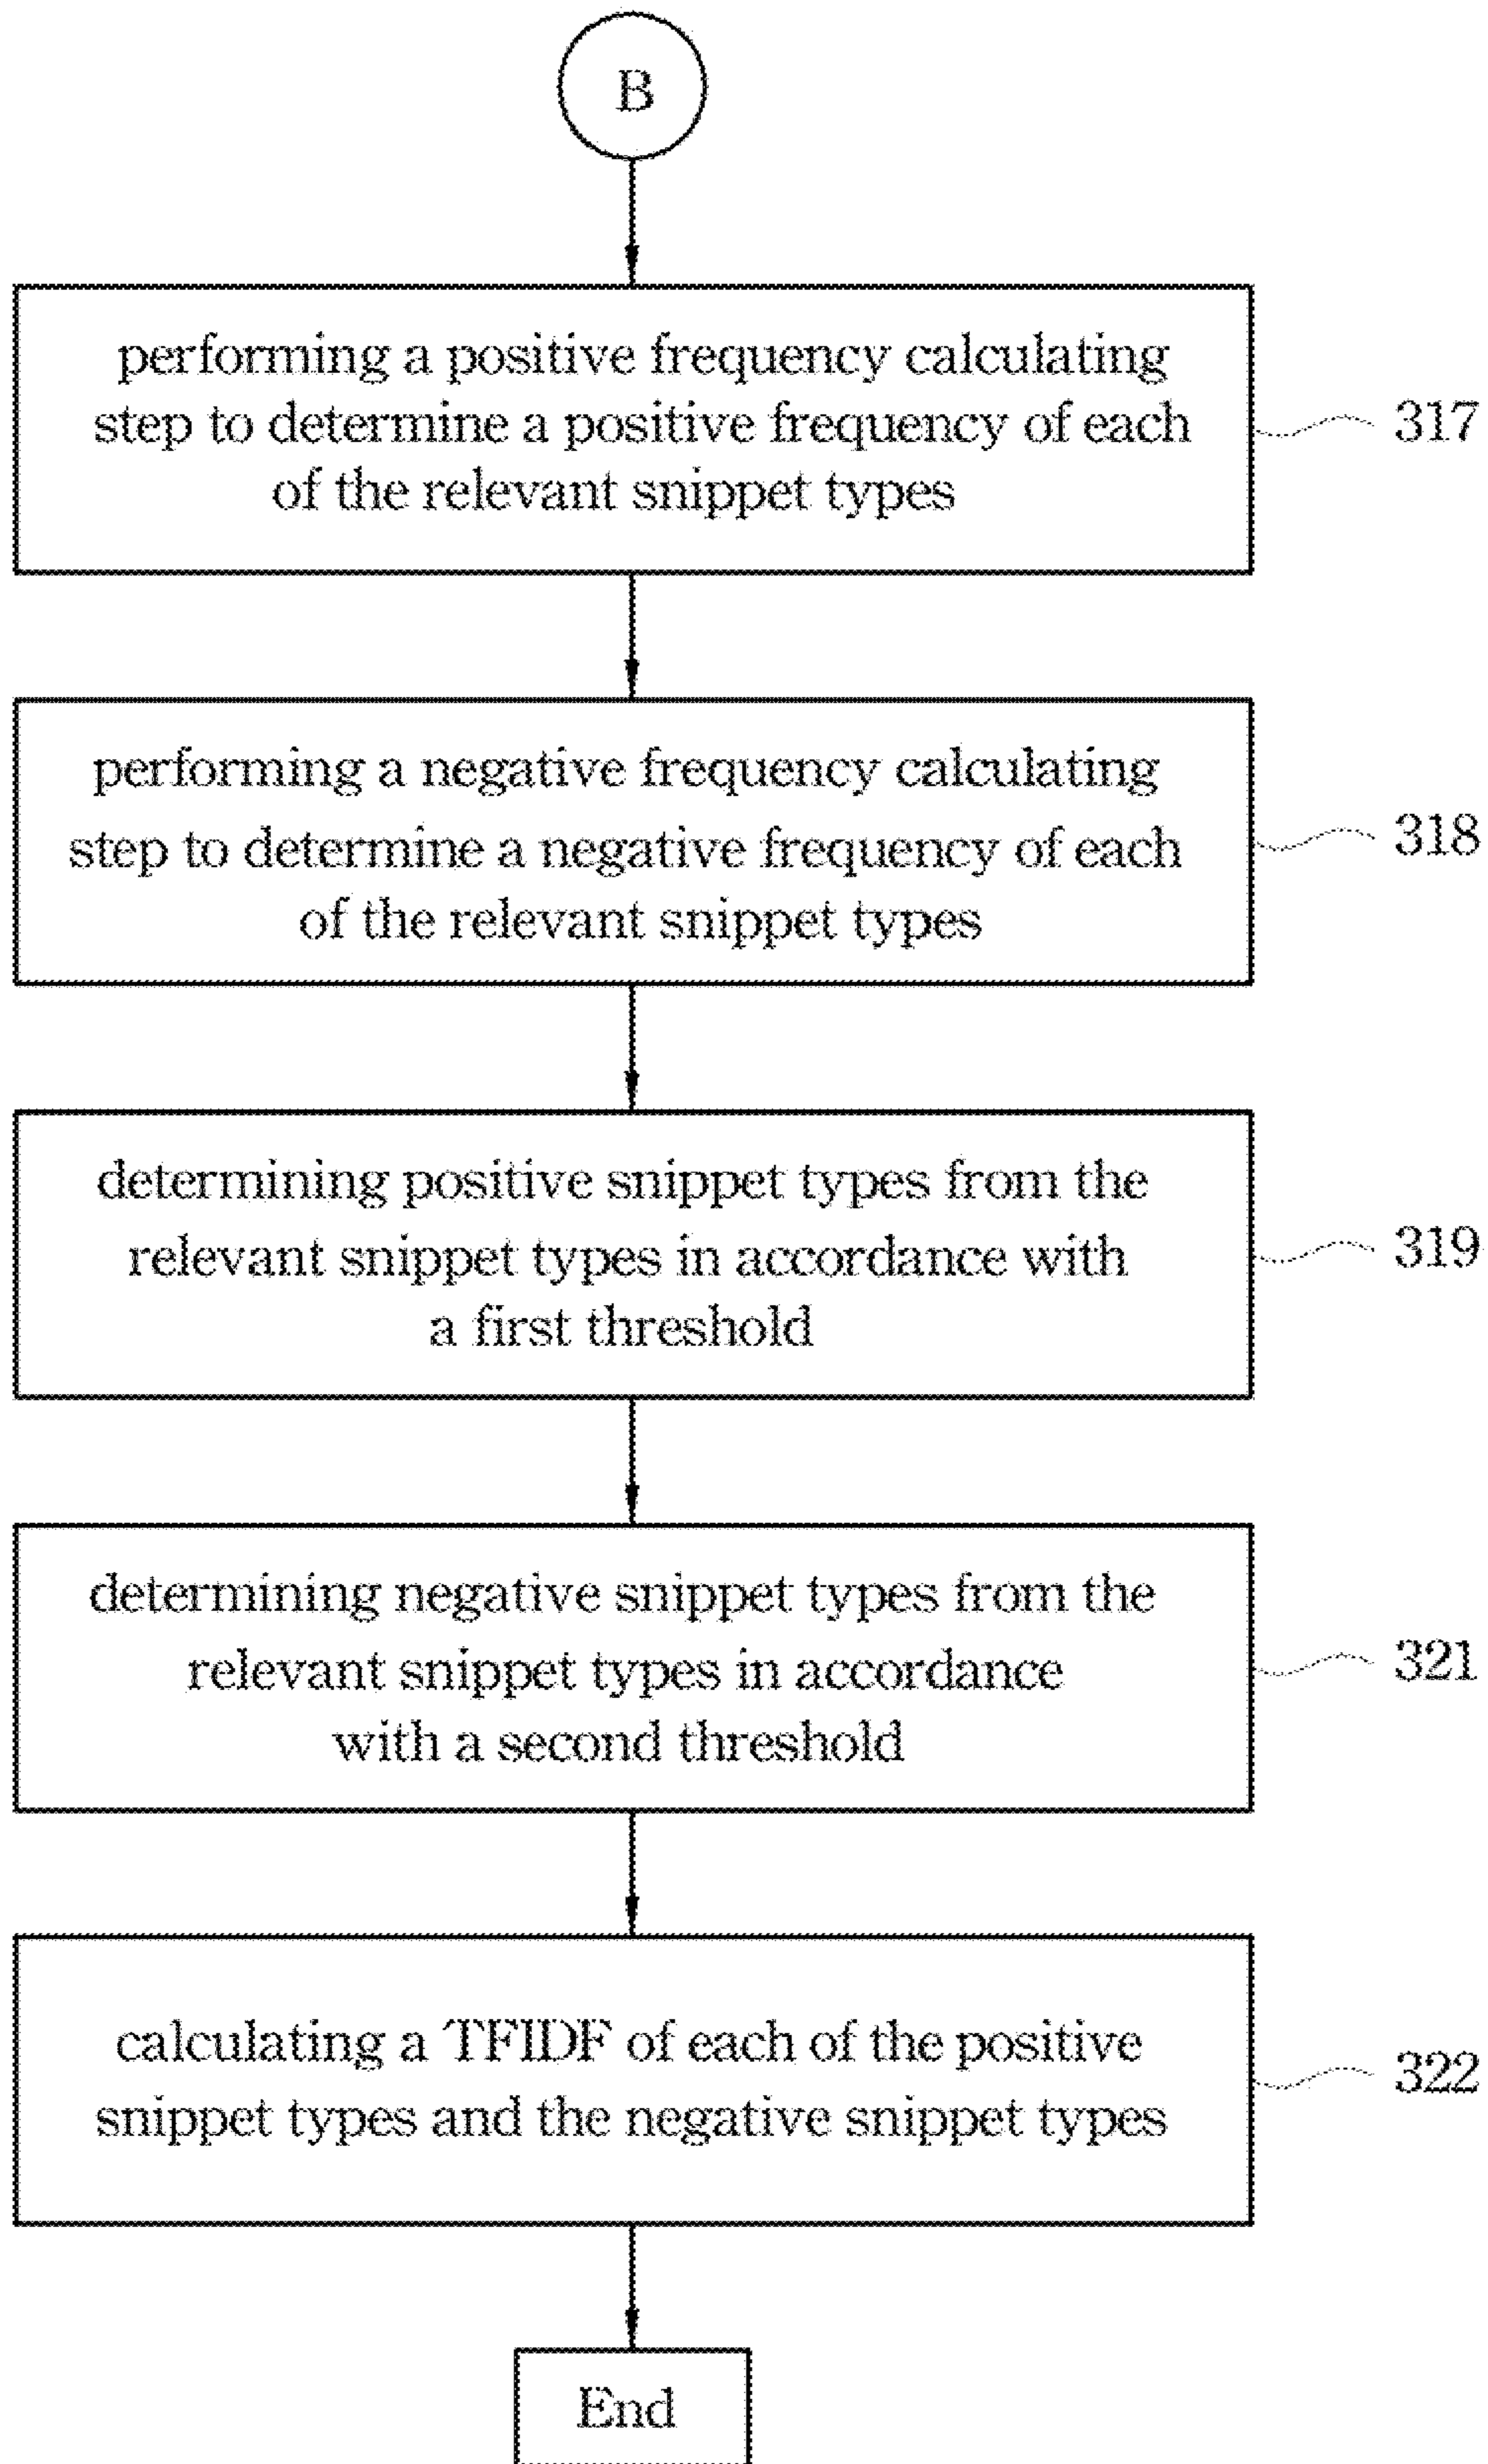 B
performing a positive frequency calculating
step to determine a positive frequency of each
of the relevant snippet types
317
performing a negative frequency calculating
step to determine a negative frequency of each
of the relevant snippet types
318
determining positive snippet types from the
relevant snippet types in accordance with
a first threshold
319
determining negative snippet types from the
relevant snippet types in accordance
with a second threshold
321
calculating a TFIDF of each of the positive
snippet types and the negative snippet types
322
End